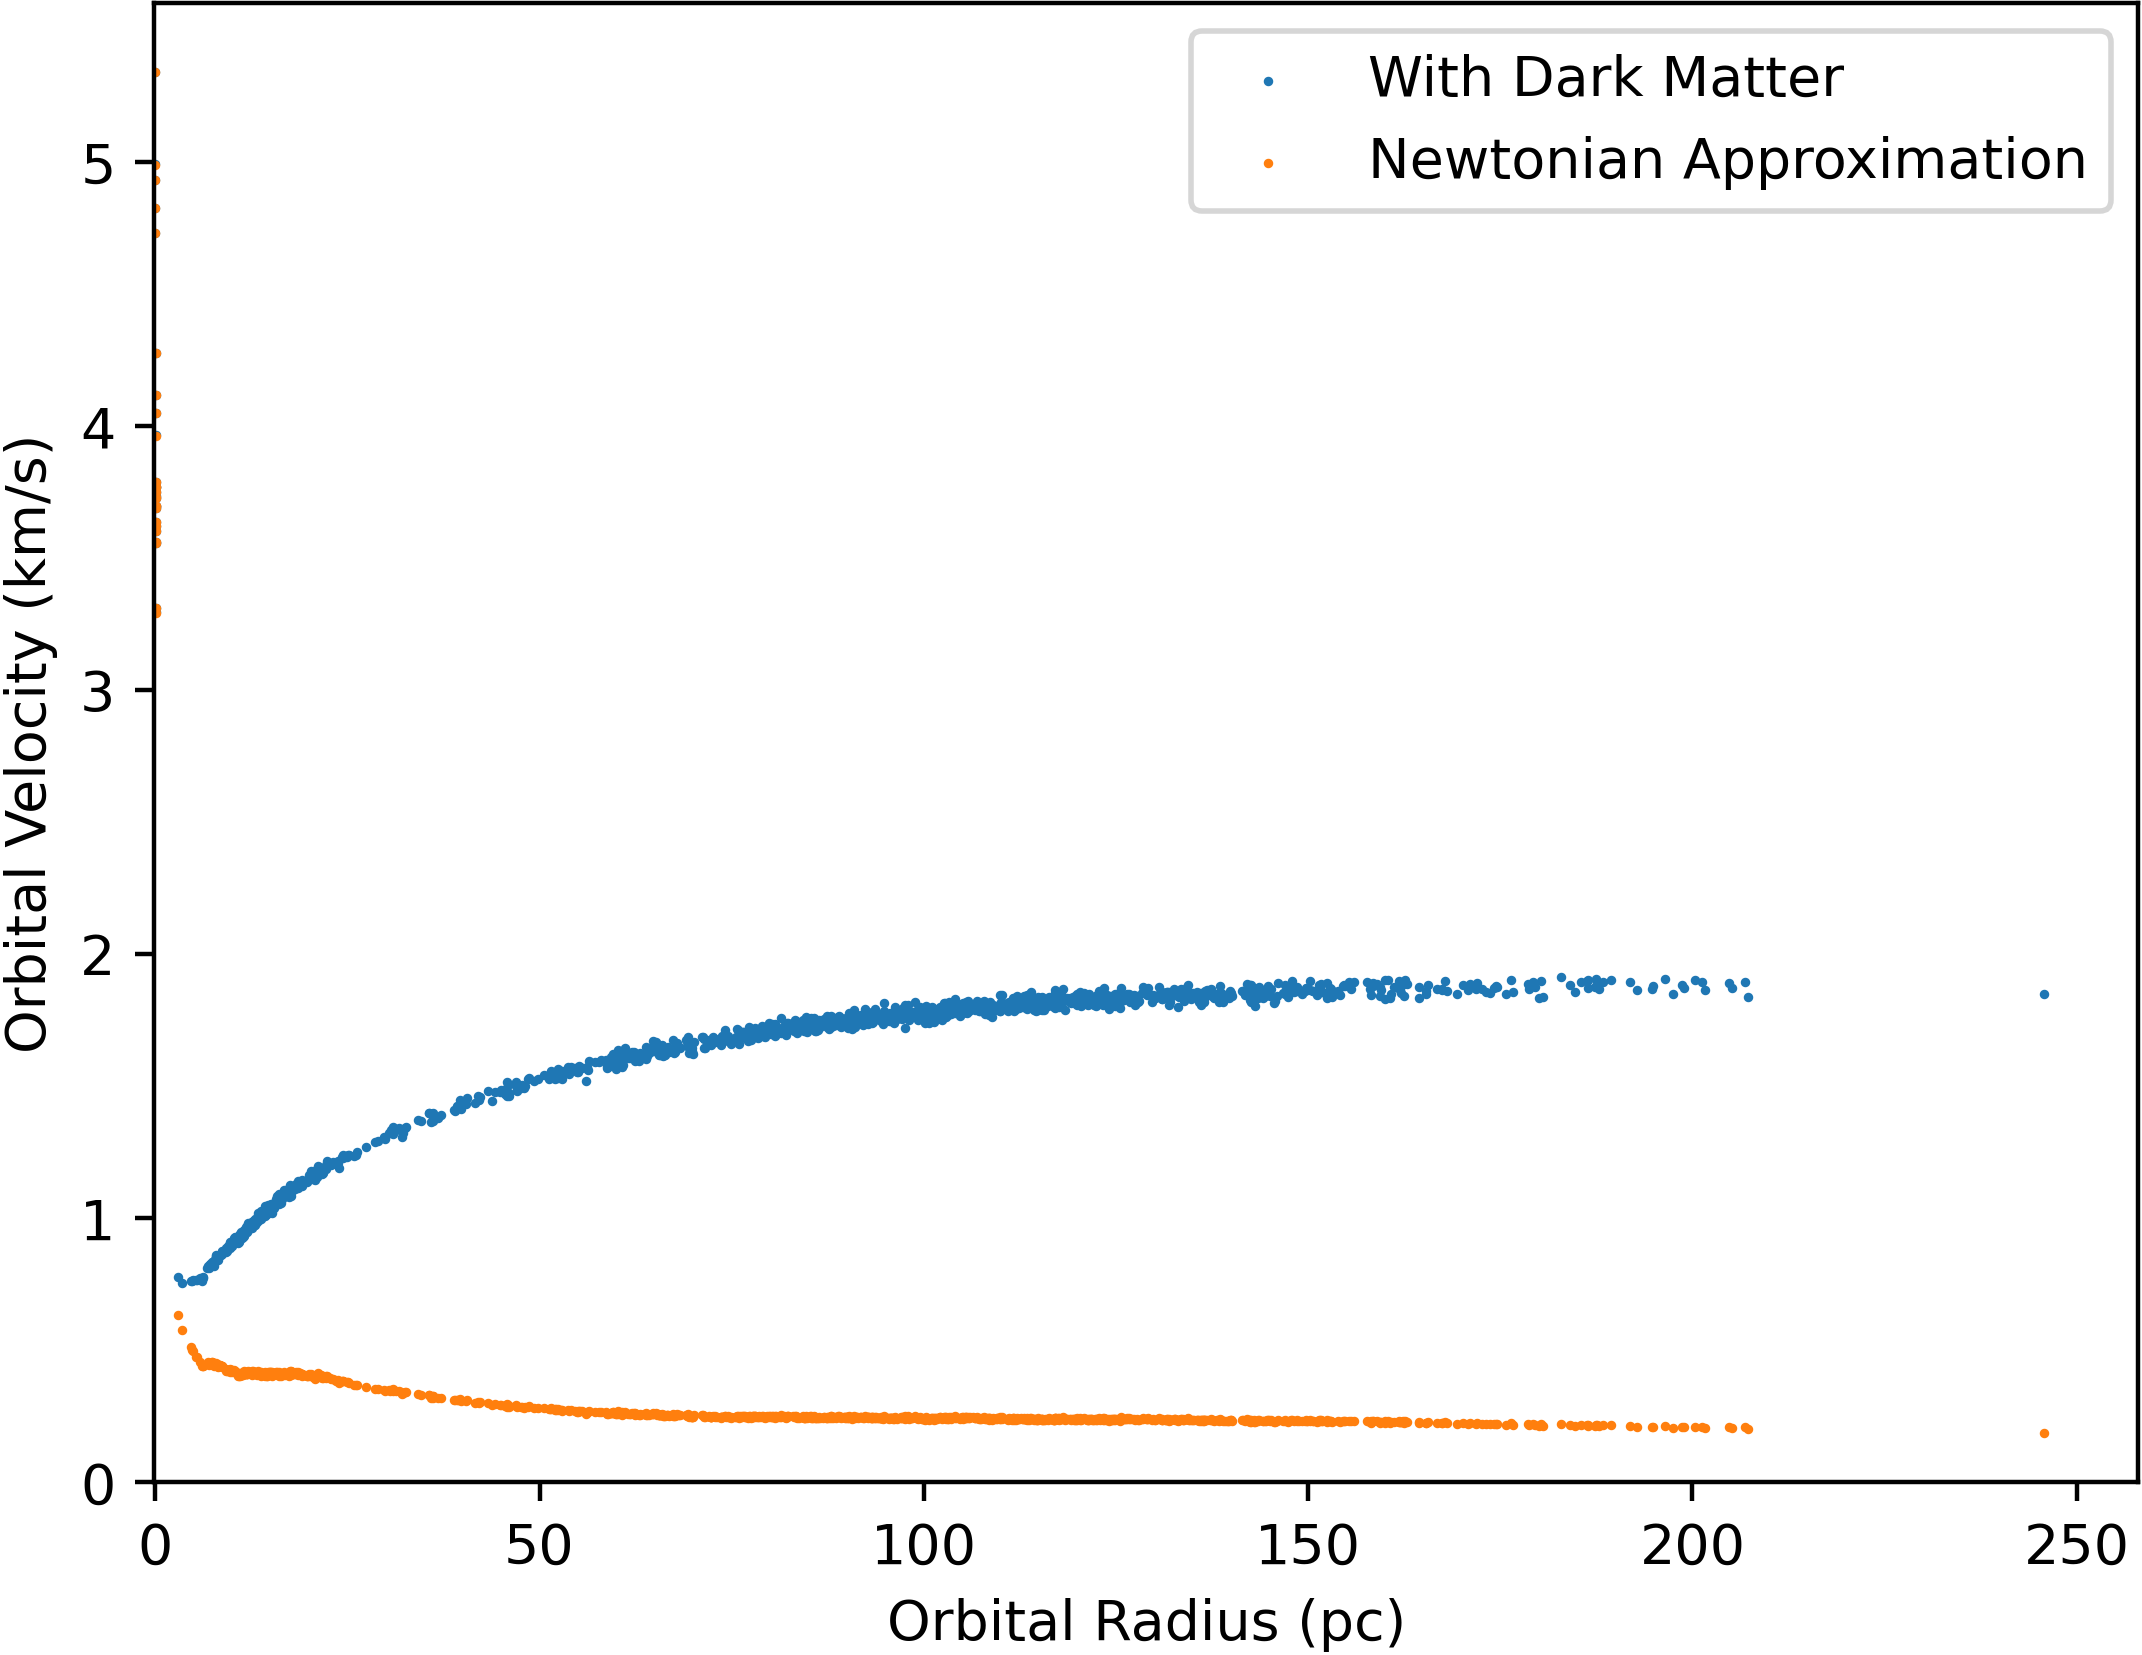 With Dark Matter
Newtonian Approximation
5
4
3
2
1
0
Orbital Velocity (km/s)
0 50 100 150 200 250
Orbital Radius (pc)